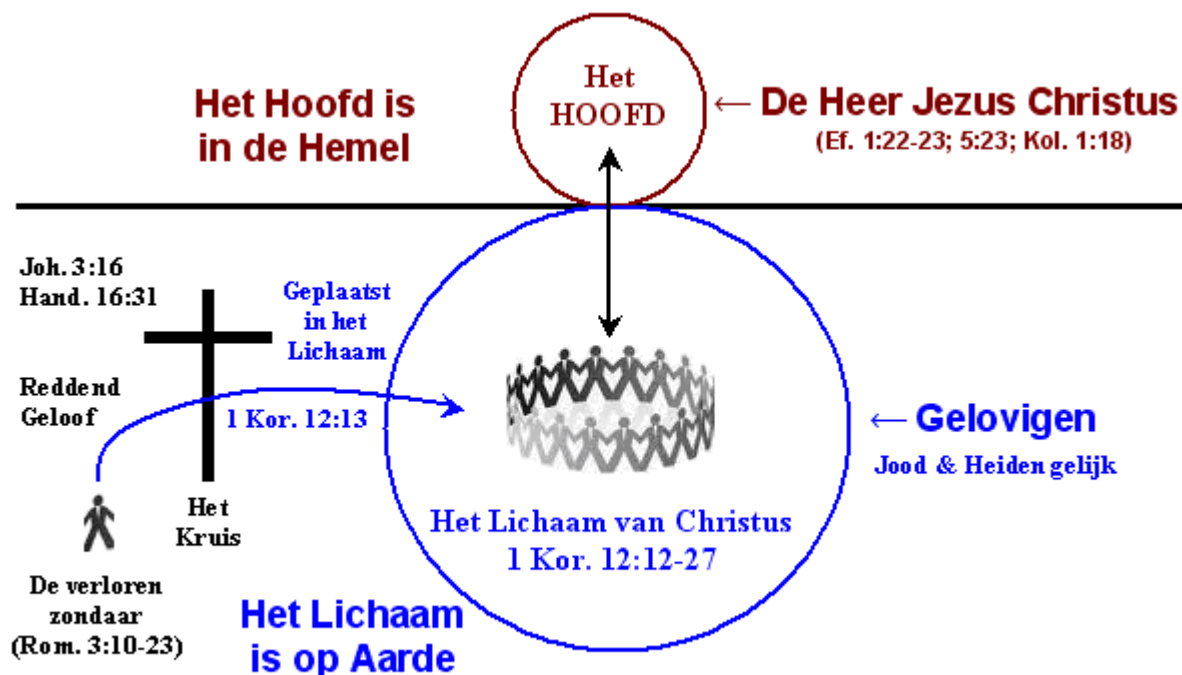 Het Hoofd is
in de Hemel
Het
HOOFD
← De Heer Jezus Christus
(Ef. 1:22-23; 5:23; Kol. 1:18)
Joh. 3:16
Hand. 16:31
Geplaatst
in het
Lichaam
Reddend
Geloof
1 Kor. 12:13
← Gelovigen
Jood & Heiden gelijk
Het
Kruis
Het Lichaam van Christus
1 Kor. 12:12-27
De verloren
zondaar
(Rom. 3:10-23)
Het Lichaam
is op Aarde